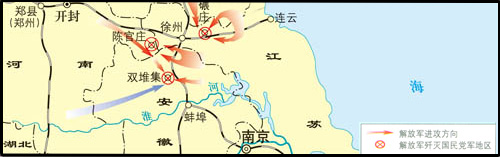 碾
庄
郑县
(郑州)
开封
徐州
连云
陈官庄
双堆集
河
南
江
河
安
淮
海
湖北
徽
蚌埠
苏
南京
解放军进攻方向
解放军歼灭国民党军地区